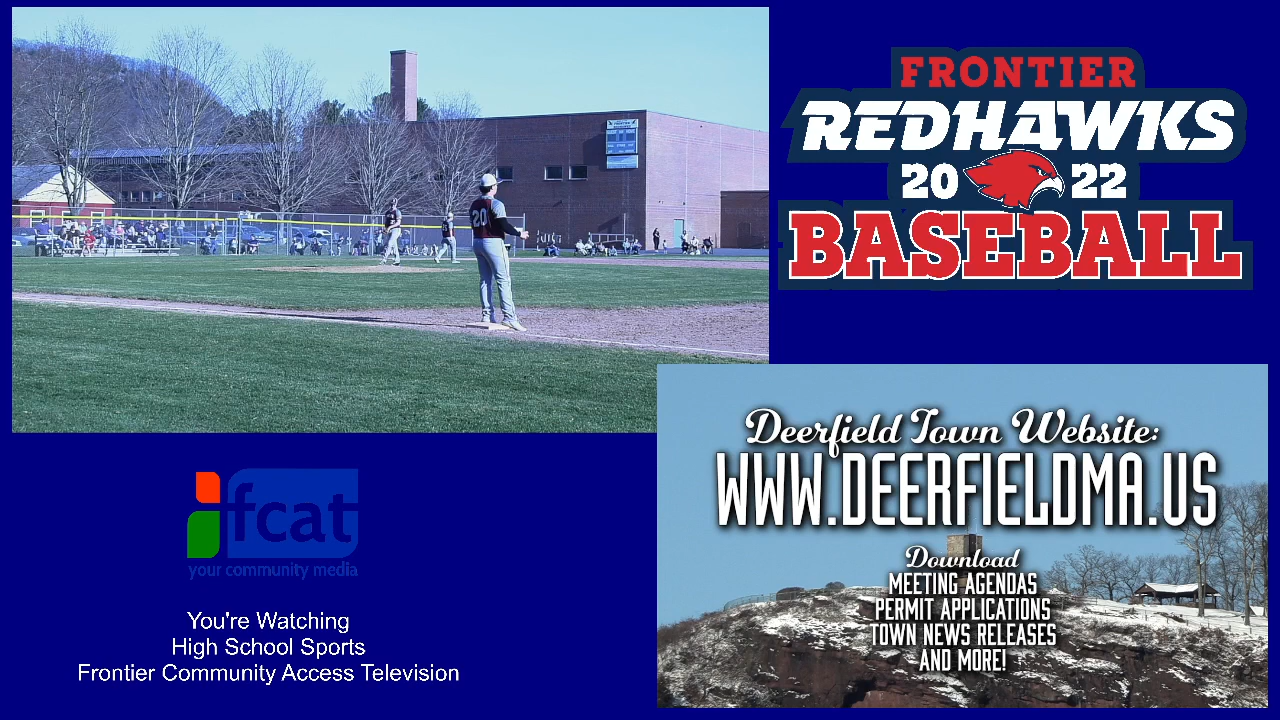 FRONTIER
REDHAWKS
20 22
BASEBALL
20
Deerfield Town Website:
WWW.DEERFIELDMA.US
Download
MEETING AGENDAS
PERMIT APPLICATIONS
TOWN NEWS RELEASES
AND MORE!
fcat
your community media
You're Watching
High School Sports
Frontier Community Access Television